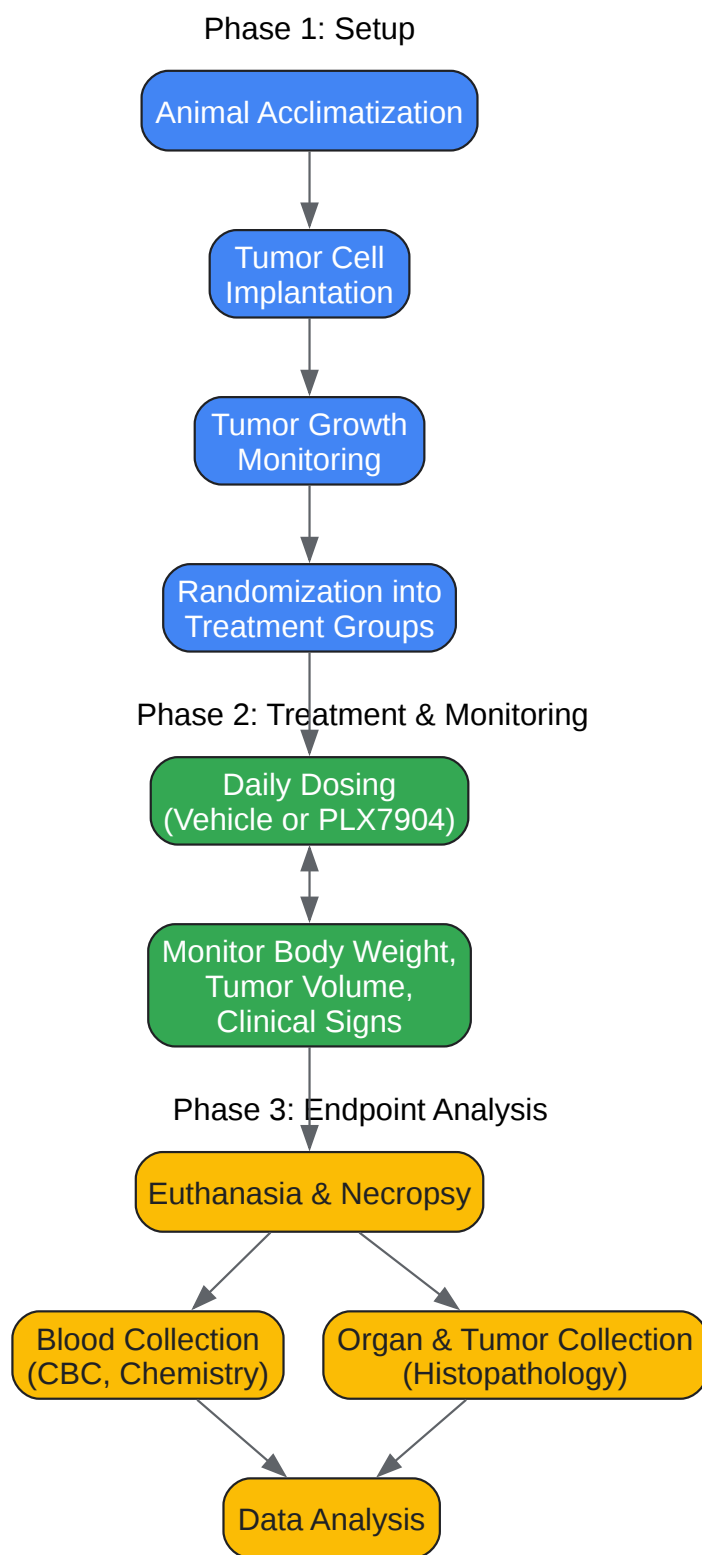 Phase 1: Setup
Animal Acclimatization
Tumor Cell
Implantation
Tumor Growth
Monitoring
Randomization into
Treatment Groups
Phase 2: Treatment & Monitoring
Daily Dosing
(Vehicle or PLX7904)
Monitor Body Weight,
Tumor Volume,
Clinical Signs
Phase 3: Endpoint Analysis
Euthanasia & Necropsy
Blood Collection
(CBC, Chemistry)
Organ & Tumor Collection
(Histopathology)
Data Analysis